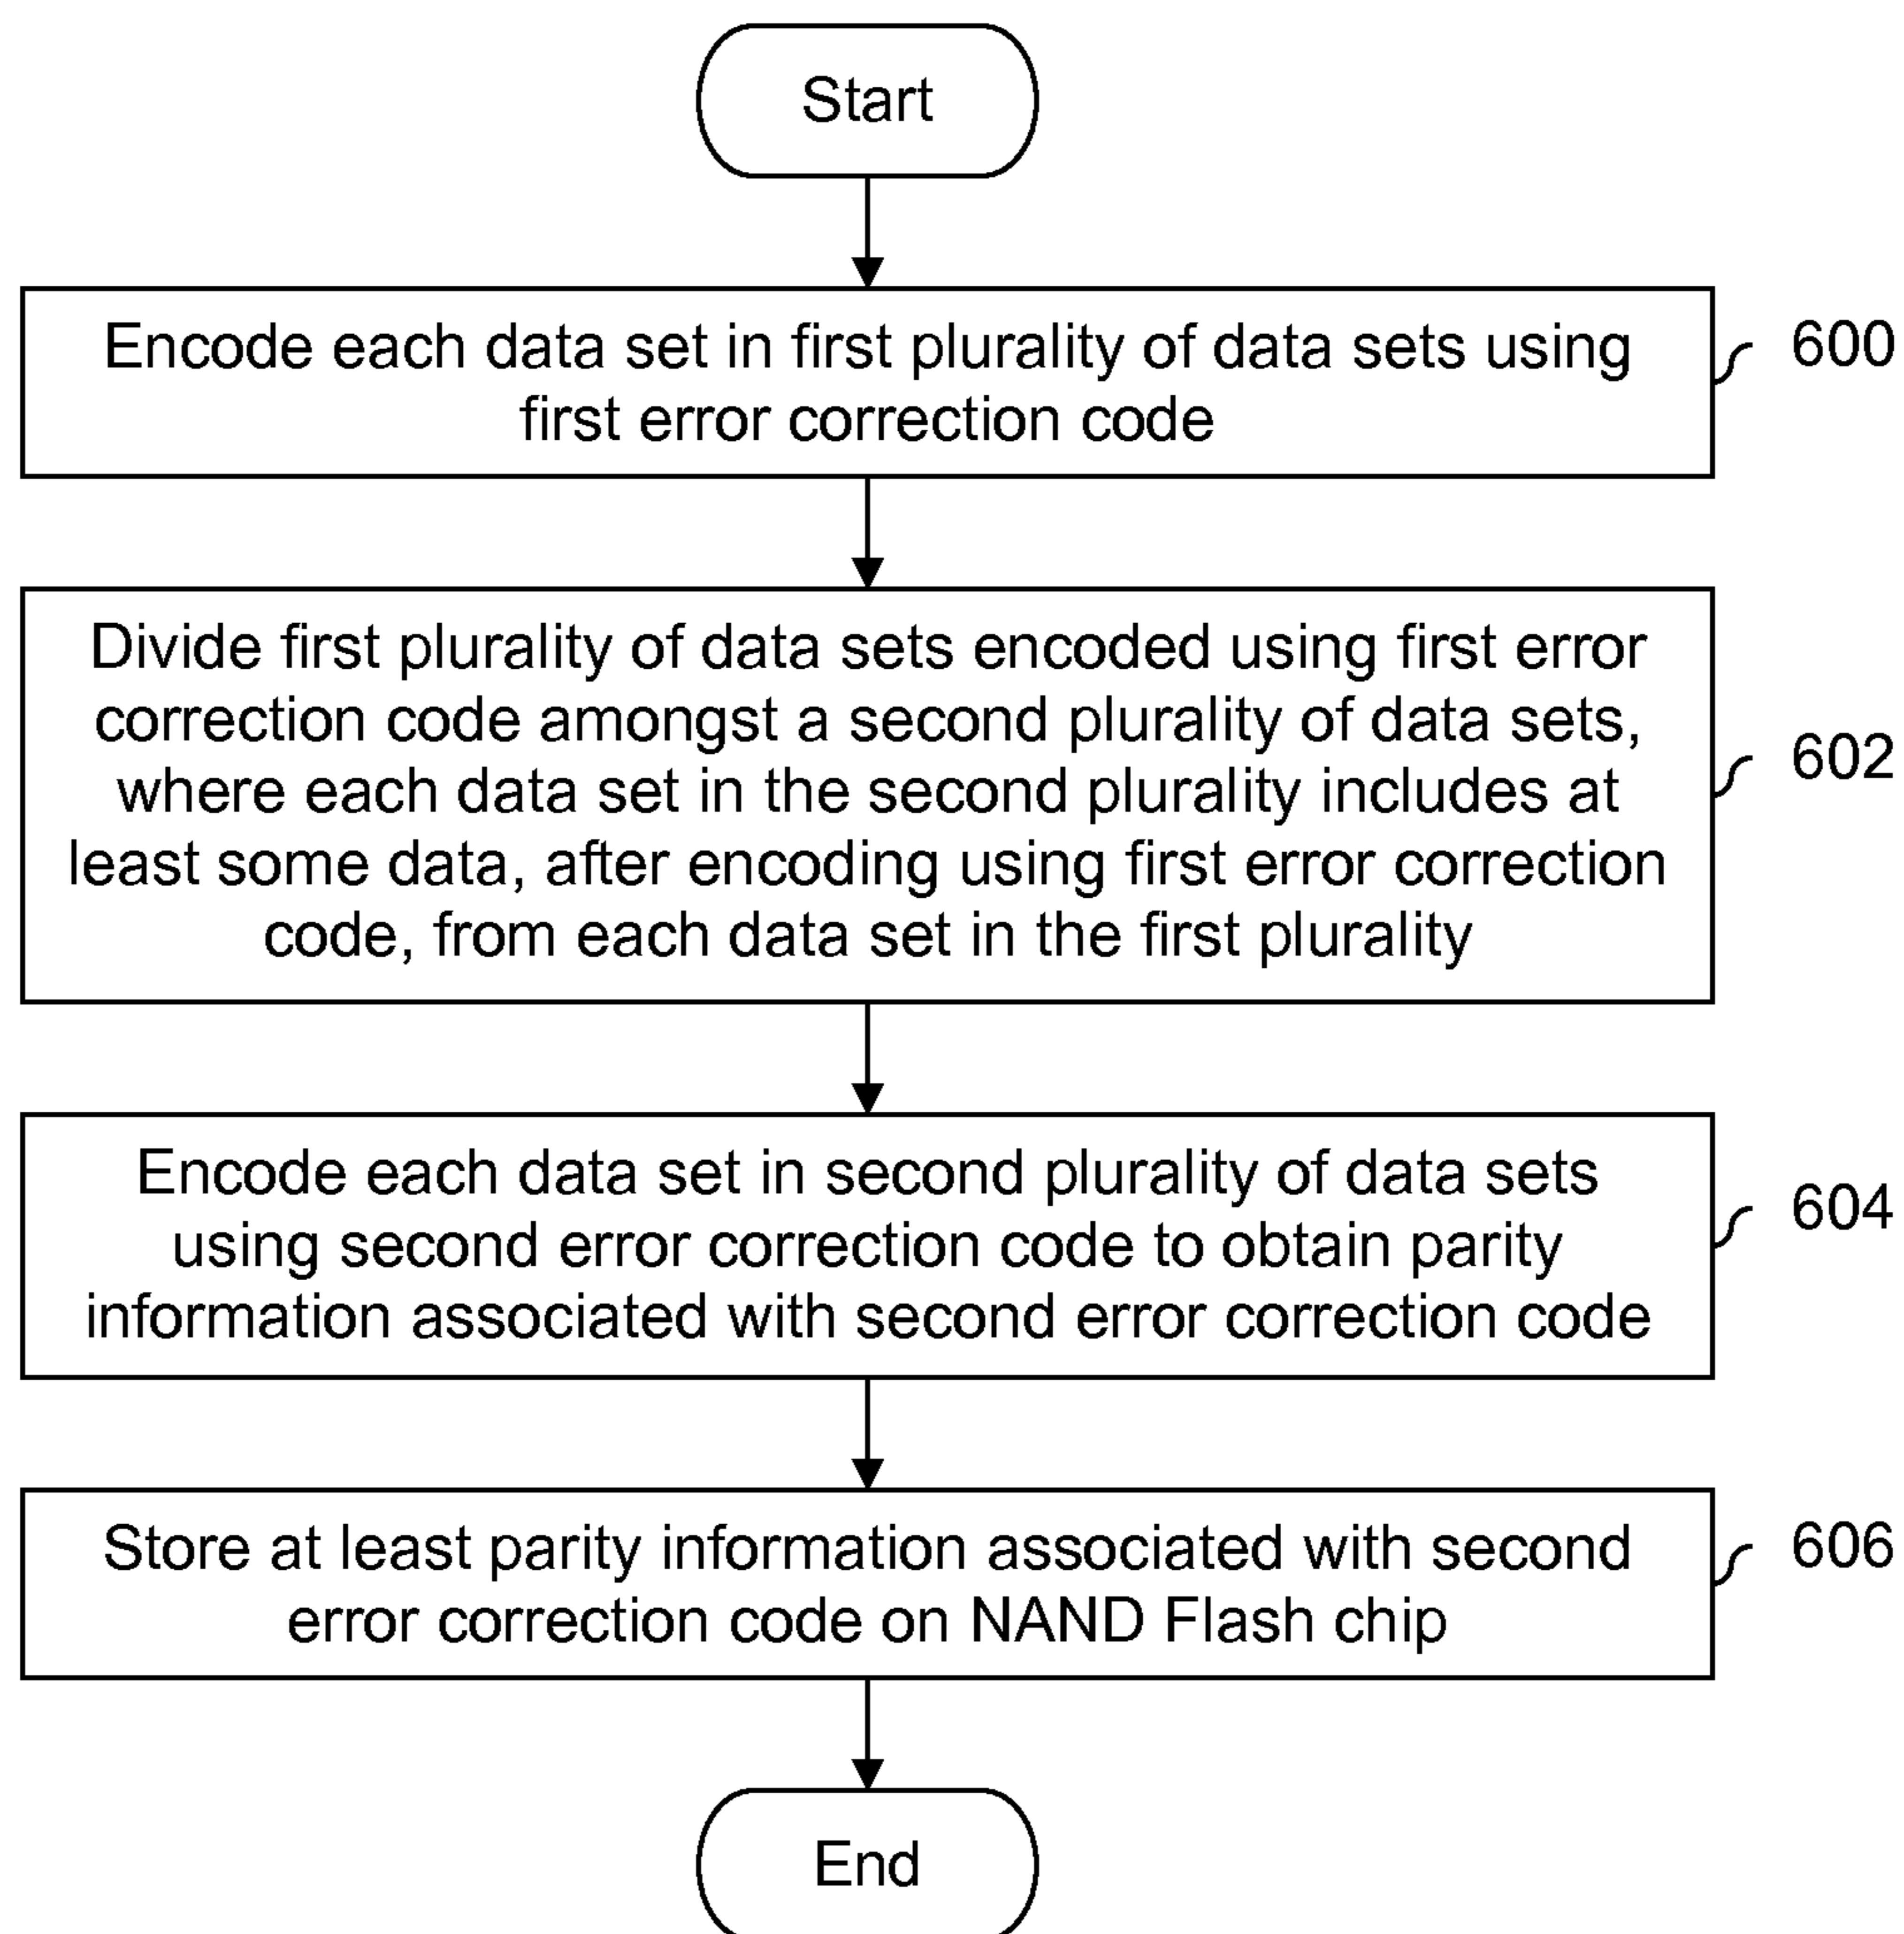 Start
Encode each data set in first plurality of data sets using
first error correction code
600
Divide first plurality of data sets encoded using first error
correction code amongst a second plurality of data sets,
where each data set in the second plurality includes at
least some data, after encoding using first error correction
code, from each data set in the first plurality
602
Encode each data set in second plurality of data sets
using second error correction code to obtain parity
information associated with second error correction code
604
Store at least parity information associated with second
error correction code on NAND Flash chip
606
End